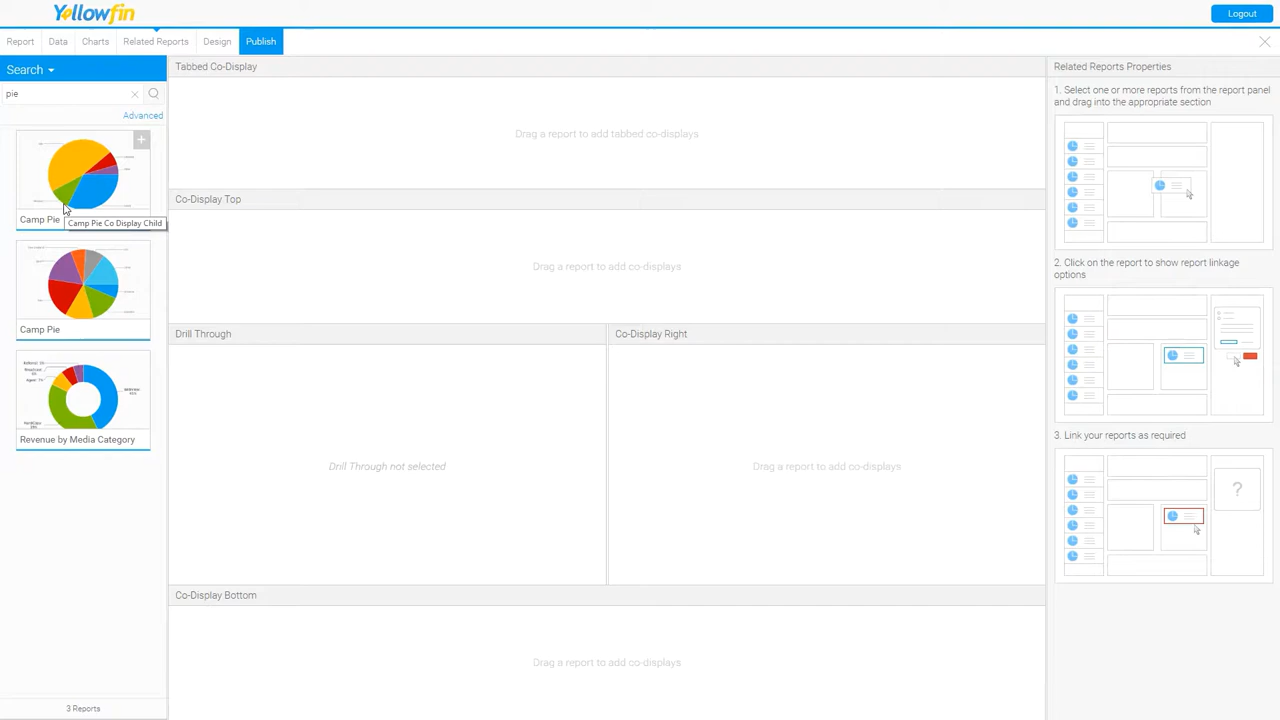 Yellowfin
Logout
Report
Data
Charts
Related Reports
Design
Publish
Search
pie
Advanced
Camp Pie
Camp Pie Co Display Child
Camp Pie
Revenue by Media Category
3 Reports
Tabbed Co-Display
Drag a report to add tabbed co-displays
Co-Display Top
Drag a report to add co-displays
Drill Through
Drill Through not selected
Co-Display Right
Drag a report to add co-displays
Co-Display Bottom
Drag a report to add co-displays
Related Reports Properties
1. Select one or more reports from the report panel
and drag into the appropriate section
2. Click on the report to show report linkage
options
3. Link your reports as required
?